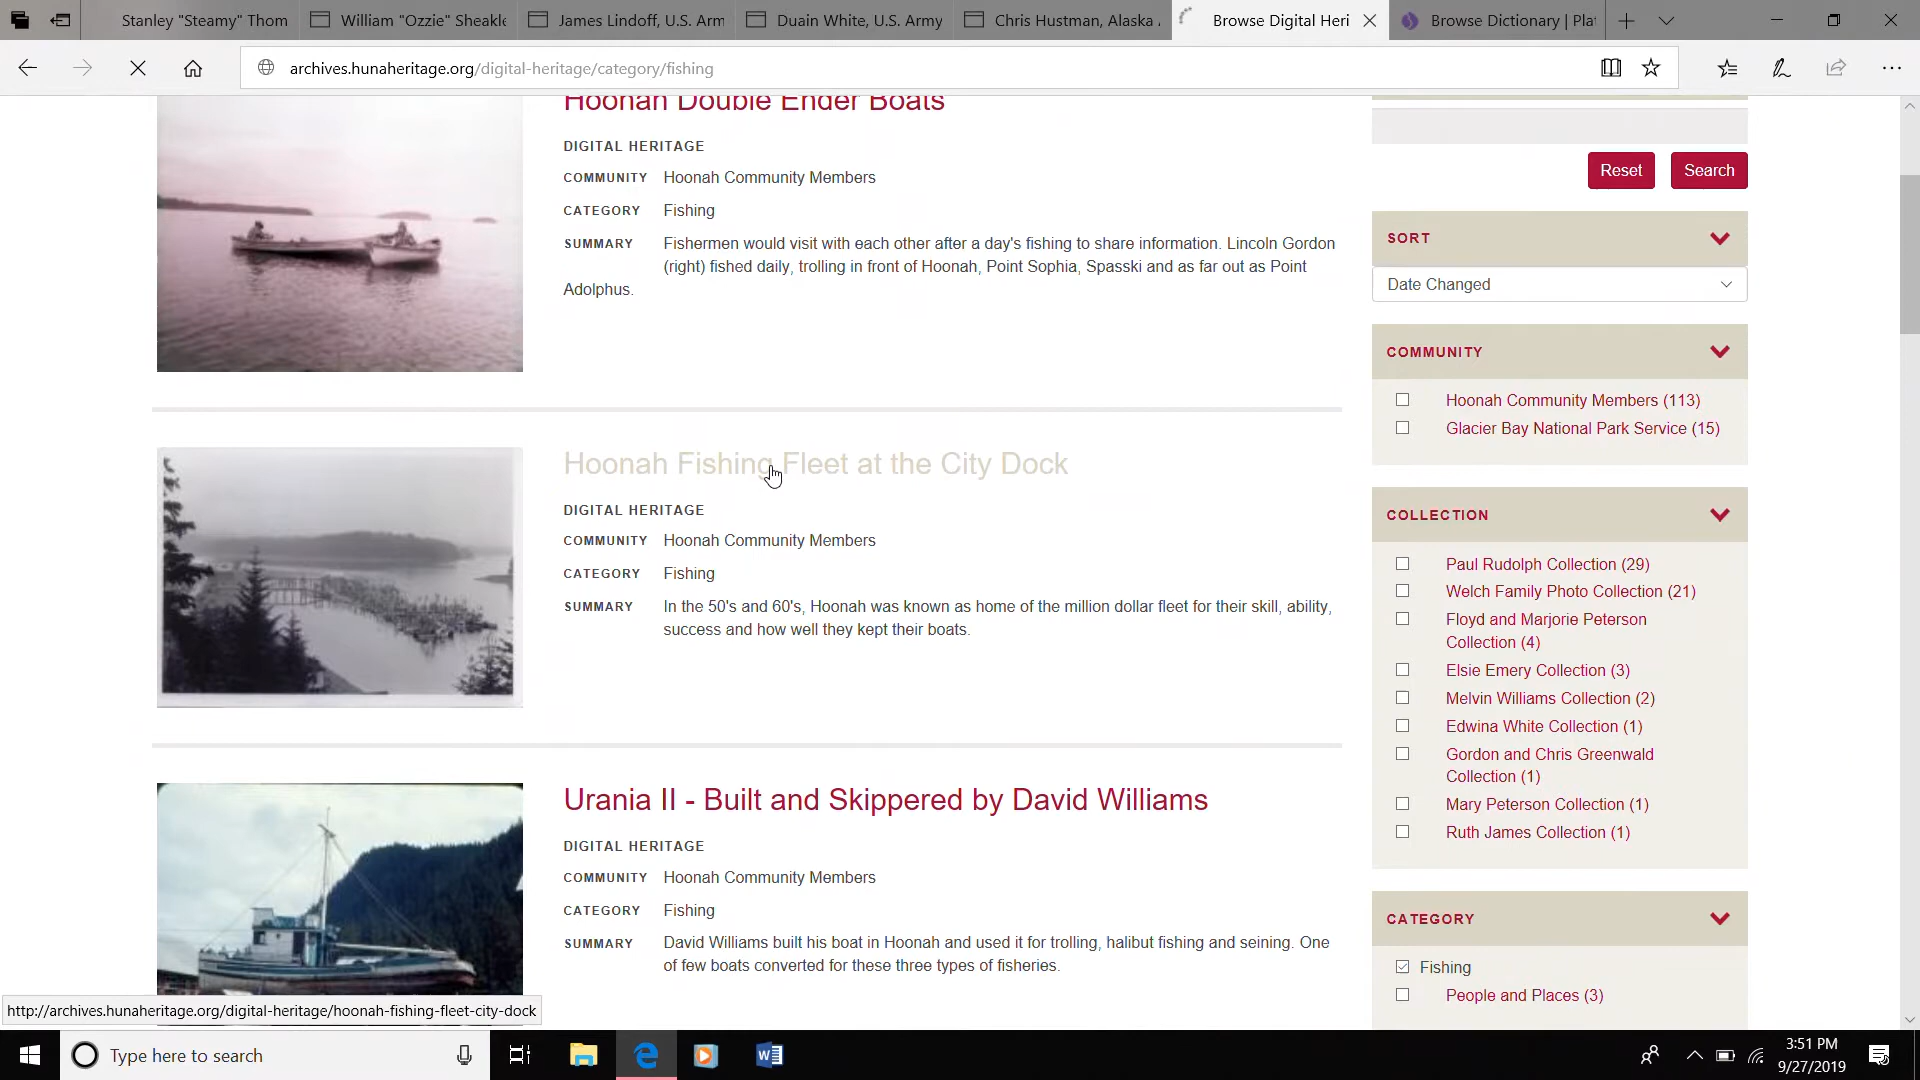 Stanley "Steamy" Thom
William "Ozzie" Sheakle
James Lindoff, U.S. Arm
Duain White, U.S. Army
Chris Hustman, Alaska
Browse Digital Heri
Browse Dictionary | Pla
archives.hunaheritage.org/digital-heritage/category/fishing
Hoonah Double Ender Boats
DIGITAL HERITAGE
COMMUNITY Hoonah Community Members
CATEGORY Fishing
SUMMARY Fishermen would visit with each other after a day's fishing to share information. Lincoln Gordon
(right) fished daily, trolling in front of Hoonah, Point Sophia, Spasski and as far out as Point
Adolphus.
Hoonah Fishing Fleet at the City Dock
DIGITAL HERITAGE
COMMUNITY Hoonah Community Members
CATEGORY Fishing
SUMMARY In the 50's and 60's, Hoonah was known as home of the million dollar fleet for their skill, ability,
success and how well they kept their boats.
Urania II - Built and Skippered by David Williams
DIGITAL HERITAGE
COMMUNITY Hoonah Community Members
CATEGORY Fishing
SUMMARY David Williams built his boat in Hoonah and used it for trolling, halibut fishing and seining. One
of few boats converted for these three types of fisheries.
Reset Search
SORT
Date Changed
COMMUNITY
Hoonah Community Members (113)
Glacier Bay National Park Service (15)
COLLECTION
Paul Rudolph Collection (29)
Welch Family Photo Collection (21)
Floyd and Marjorie Peterson
Collection (4)
Elsie Emery Collection (3)
Melvin Williams Collection (2)
Edwina White Collection (1)
Gordon and Chris Greenwald
Collection (1)
Mary Peterson Collection (1)
Ruth James Collection (1)
CATEGORY
Fishing
People and Places (3)
http://archives.hunaheritage.org/digital-heritage/hoonah-fishing-fleet-city-dock
Type here to search
3:51 PM
9/27/2019